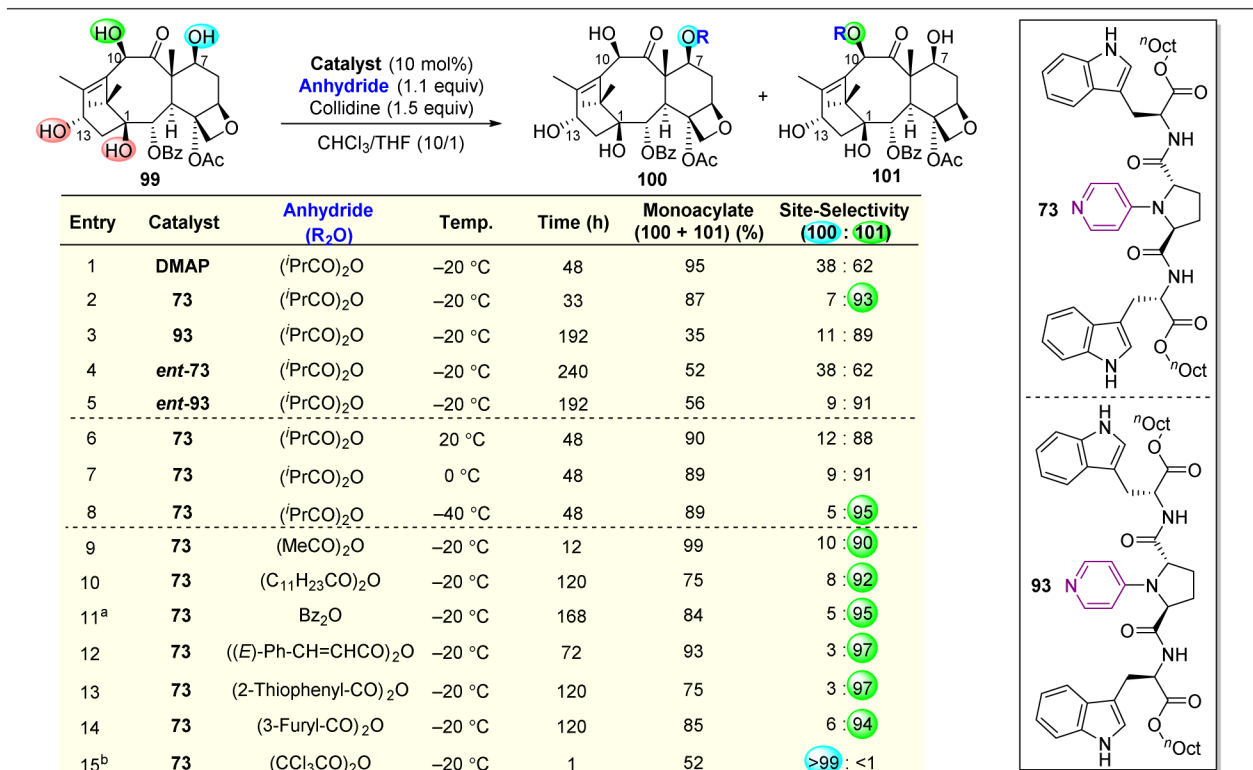 HO O OH HO O OR RO O OH
10 7 10 7 10 7
Catalyst (10 mol%)
Anhydride (1.1 equiv)
Collidine (1.5 equiv)
CHCl3/THF (10/1)
HO 13 1 HO H OBz OAc O
HO 13 1 HO H OBz OAc O
+
HO 13 1 HO H OBz OAc O
99 100 101
Entry Catalyst Anhydride (R2O) Temp. Time (h) Monoacylate (100 + 101) (%) Site-Selectivity (100 : 101)
1 DMAP (iPrCO)2O –20 °C 48 95 38 : 62
2 73 (iPrCO)2O –20 °C 33 87 7 : 93
3 93 (iPrCO)2O –20 °C 192 35 11 : 89
4 ent-73 (iPrCO)2O –20 °C 240 52 38 : 62
5 ent-93 (iPrCO)2O –20 °C 192 56 9 : 91
6 73 (iPrCO)2O 20 °C 48 90 12 : 88
7 73 (iPrCO)2O 0 °C 48 89 9 : 91
8 73 (iPrCO)2O –40 °C 48 89 5 : 95
9 73 (MeCO)2O –20 °C 12 99 10 : 90
10 73 (C11H23CO)2O –20 °C 120 75 8 : 92
11a 73 Bz2O –20 °C 168 84 5 : 95
12 73 ((E)-Ph-CH=CHCO)2O –20 °C 72 93 3 : 97
13 73 (2-Thiophenyl-CO)2O –20 °C 120 75 3 : 97
14 73 (3-Furyl-CO)2O –20 °C 120 85 6 : 94
15b 73 (CCl3CO)2O –20 °C 1 52 >99 : <1
HN nOct
O
O
NH
O
73 N N
O
NH
O
O
N
H nOct
HN nOct
O
O
NH
O
93 N N
O
NH
O
O
N
H nOct